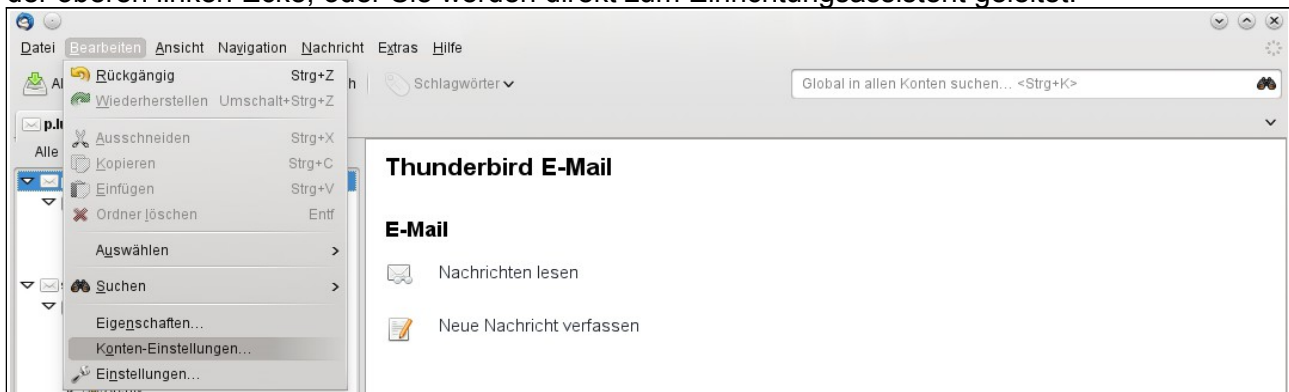 der oberen linken Ecke, oder Sie werden direkt zum Einrichtungsassistent geleitet.
Datei Bearbeiten Ansicht Navigation Nachricht Extras Hilfe
Schlagwörter
Global in allen Konten suchen... <Strg+K>
Rückgängig Strg+Z
Wiederherstellen Umschalt+Strg+Z
Ausschneiden Strg+X
Kopieren Strg+C
Einfügen Strg+V
Ordner löschen Entf
Auswählen
Suchen
Eigenschaften...
Konten-Einstellungen...
Einstellungen...
Alle
Thunderbird E-Mail
E-Mail
Nachrichten lesen
Neue Nachricht verfassen